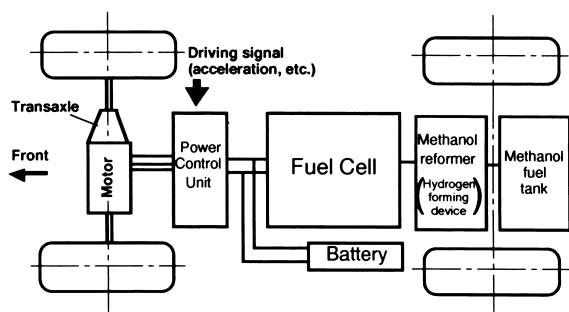 Driving signal
(acceleration, etc.)
Transaxle
Front
Motor
Power
Control
Unit
Fuel Cell
Methanol
reformer
(Hydrogen
forming
device)
Methanol
fuel
tank
Battery